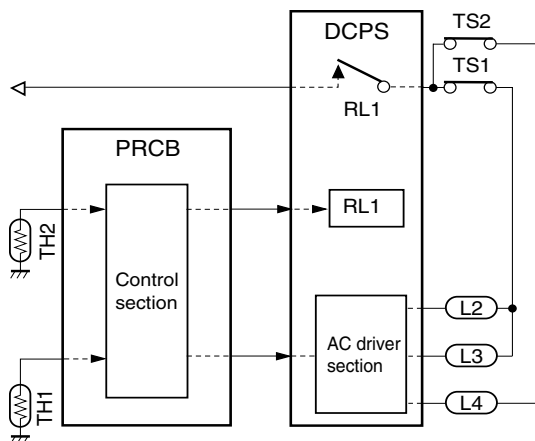 DCPS
TS2
TS1
RL1
PRCB
RL1
TH2
Control
section
L2
AC driver
section
L3
L4
TH1